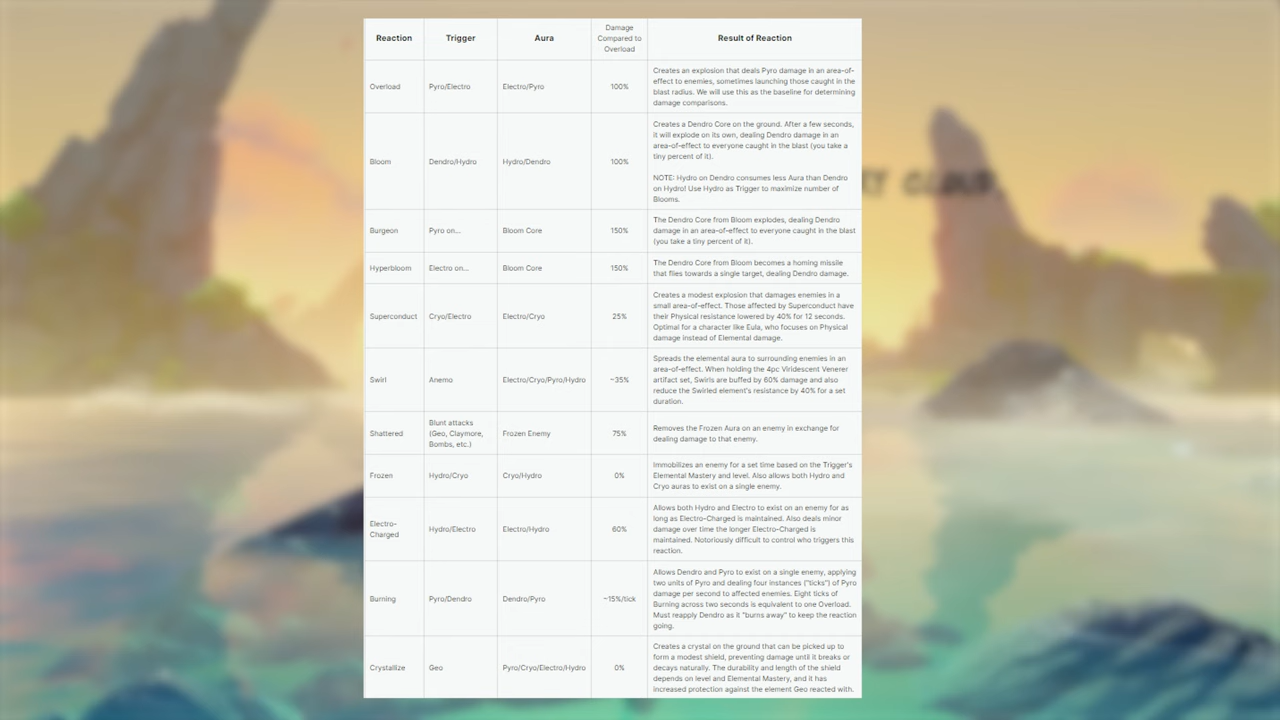 Reaction
Trigger
Aura
Damage
Compared to
Overload
Result of Reaction
Overload
Pyro/Electro
Electro/Pyro
100%
Creates an explosion that deals Pyro damage in an area-of-
effect to enemies, sometimes launching those caught in the
blast radius. We will use this as the baseline for determining
damage comparisons.
Bloom
Dendro/Hydro
Hydro/Dendro
100%
Creates a Dendro Core on the ground. After a few seconds,
it will explode on its own, dealing Dendro damage in an
area-of-effect to everyone caught in the blast (you take a
tiny percent of it).
NOTE: Hydro on Dendro consumes less Aura than Dendro
on Hydro! Use Hydro as Trigger to maximize number of
Blooms.
Burgeon
Pyro on...
Bloom Core
150%
The Dendro Core from Bloom explodes, dealing Dendro
damage in an area-of-effect to everyone caught in the blast
(you take a tiny percent of it).
Hyperbloom
Electro on...
Bloom Core
150%
The Dendro Core from Bloom becomes a homing missile
that flies towards a single target, dealing Dendro damage.
Superconduct
Cryo/Electro
Electro/Cryo
25%
Creates a modest explosion that damages enemies in a
small area-of-effect. Those affected by Superconduct have
their Physical resistance lowered by 40% for 12 seconds.
Optimal for a character like Eula, who focuses on Physical
damage instead of Elemental damage.
Swirl
Anemo
Electro/Cryo/Pyro/Hydro
~35%
Spreads the elemental aura to surrounding enemies in an
area-of-effect. When holding the 4pc Viridescent Venerer
artifact set, Swirls are buffed by 60% damage and also
reduce the Swirled element's resistance by 40% for a set
duration.
Shattered
Blunt attacks
(Geo, Claymore,
Bombs, etc.)
Frozen Enemy
75%
Removes the Frozen Aura on an enemy in exchange for
dealing damage to that enemy.
Frozen
Hydro/Cryo
Cryo/Hydro
0%
Immobilizes an enemy for a set time based on the Trigger's
Elemental Mastery and level. Also allows both Hydro and
Cryo auras to exist on a single enemy.
Electro-
Charged
Hydro/Electro
Electro/Hydro
60%
Allows both Hydro and Electro to exist on an enemy for as
long as Electro-Charged is maintained. Also deals minor
damage over time the longer Electro-Charged is
maintained. Notoriously difficult to control who triggers this
reaction.
Burning
Pyro/Dendro
Dendro/Pyro
~15%/tick
Allows Dendro and Pyro to exist on a single enemy, applying
two units of Pyro and dealing four instances ("ticks") of Pyro
damage per second to affected enemies. Eight ticks of
Burning across two seconds is equivalent to one Overload.
Must reapply Dendro as it "burns away" to keep the reaction
going.
Crystallize
Geo
Pyro/Cryo/Electro/Hydro
0%
Creates a crystal on the ground that can be picked up to
form a modest shield, preventing damage until it breaks or
decays naturally. The durability and length of the shield
depends on level and Elemental Mastery, and it has
increased protection against the element Geo reacted with.
CLOUD,